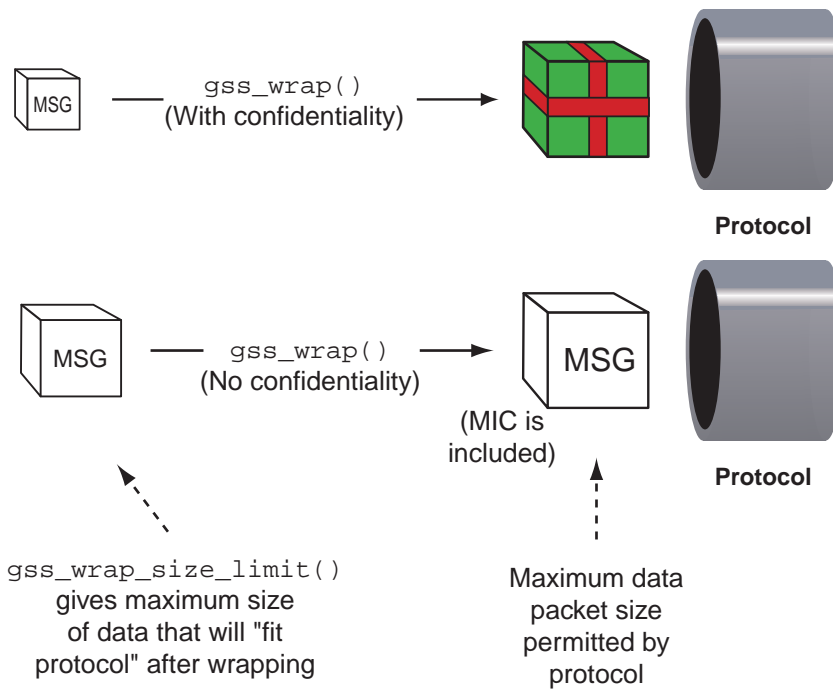 MSG
gss_wrap()
(With confidentiality)
Protocol
MSG
gss_wrap()
(No confidentiality)
MSG
(MIC is
included)
Protocol
gss_wrap_size_limit()
gives maximum size
of data that will "fit
protocol" after wrapping
Maximum data
packet size
permitted by
protocol